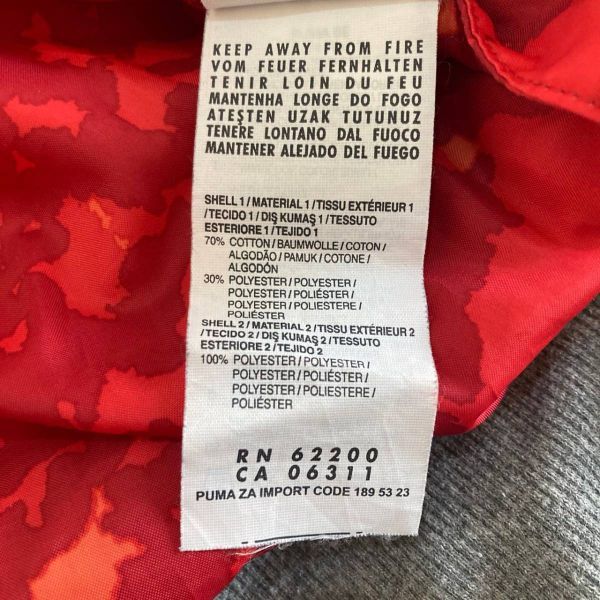 KEEP AWAY FROM FIRE
VOM FEUER FERNHALTEN
TENIR LOIN DU FEU
MANTENHA LONGE DO FOGO
ATEŞTEN UZAK TUTUNUZ
TENERE LONTANO DAL FUOCO
MANTENER ALEJADO DEL FUEGO
SHELL 1 / MATERIAL 1 / TISSU EXTÉRIEUR 1
/ TECIDO 1 / DIŞ KUMAŞ 1 / TESSUTO
ESTERIORE 1 / TEJIDO 1
70% COTTON / BAUMWOLLE / COTON /
ALGODÃO / PAMUK / COTONE /
ALGODÓN
30% POLYESTER / POLYESTER /
POLYESTER / POLIÉSTER /
POLYESTER / POLIESTERE /
POLIÉSTER
SHELL 2 / MATERIAL 2 / TISSU EXTÉRIEUR 2
/ TECIDO 2 / DIŞ KUMAŞ 2 / TESSUTO
ESTERIORE 2 / TEJIDO 2
100% POLYESTER / POLYESTER /
POLYESTER / POLIÉSTER /
POLYESTER / POLIESTERE /
POLIÉSTER
RN 62200
CA 06311
PUMA ZA IMPORT CODE 189 53 23